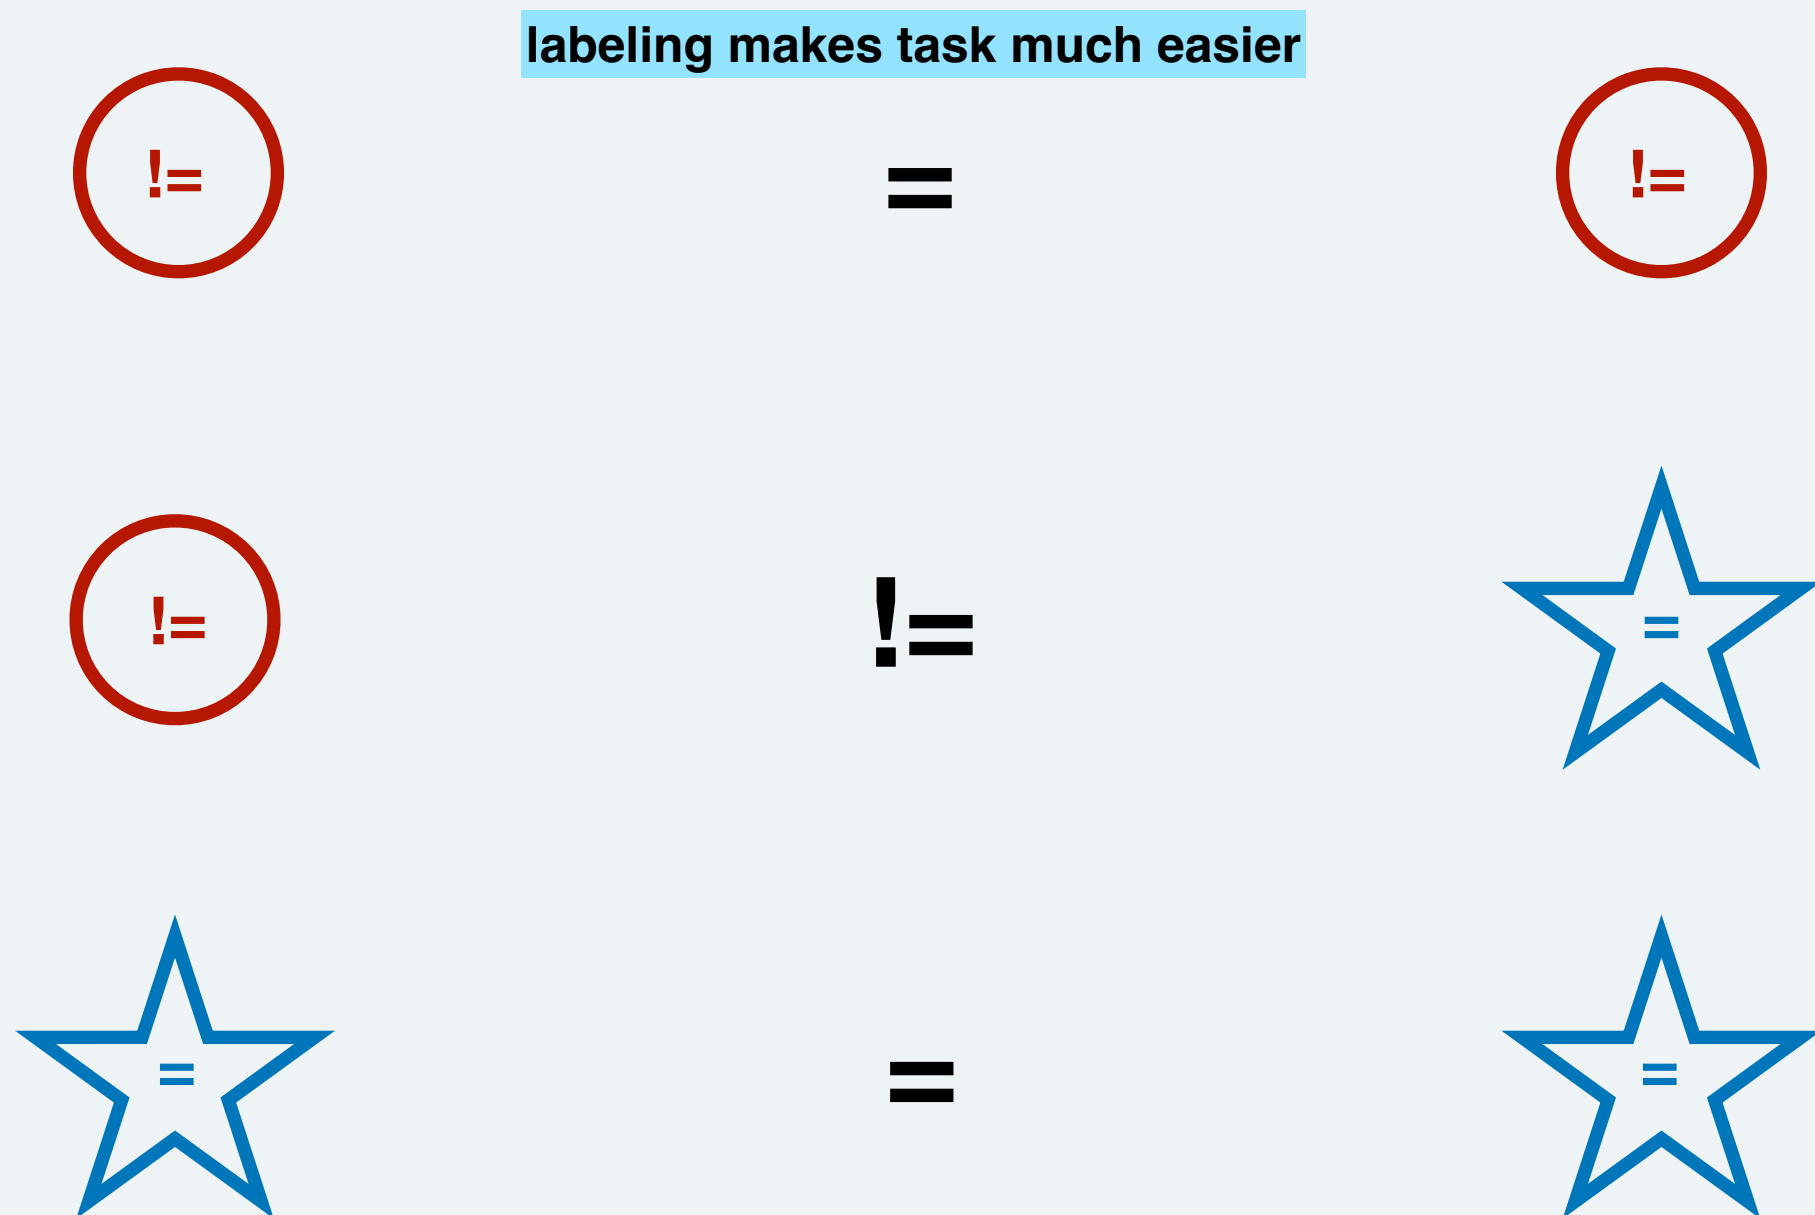 labeling makes task much easier
!= = !=
!= != =
= = =